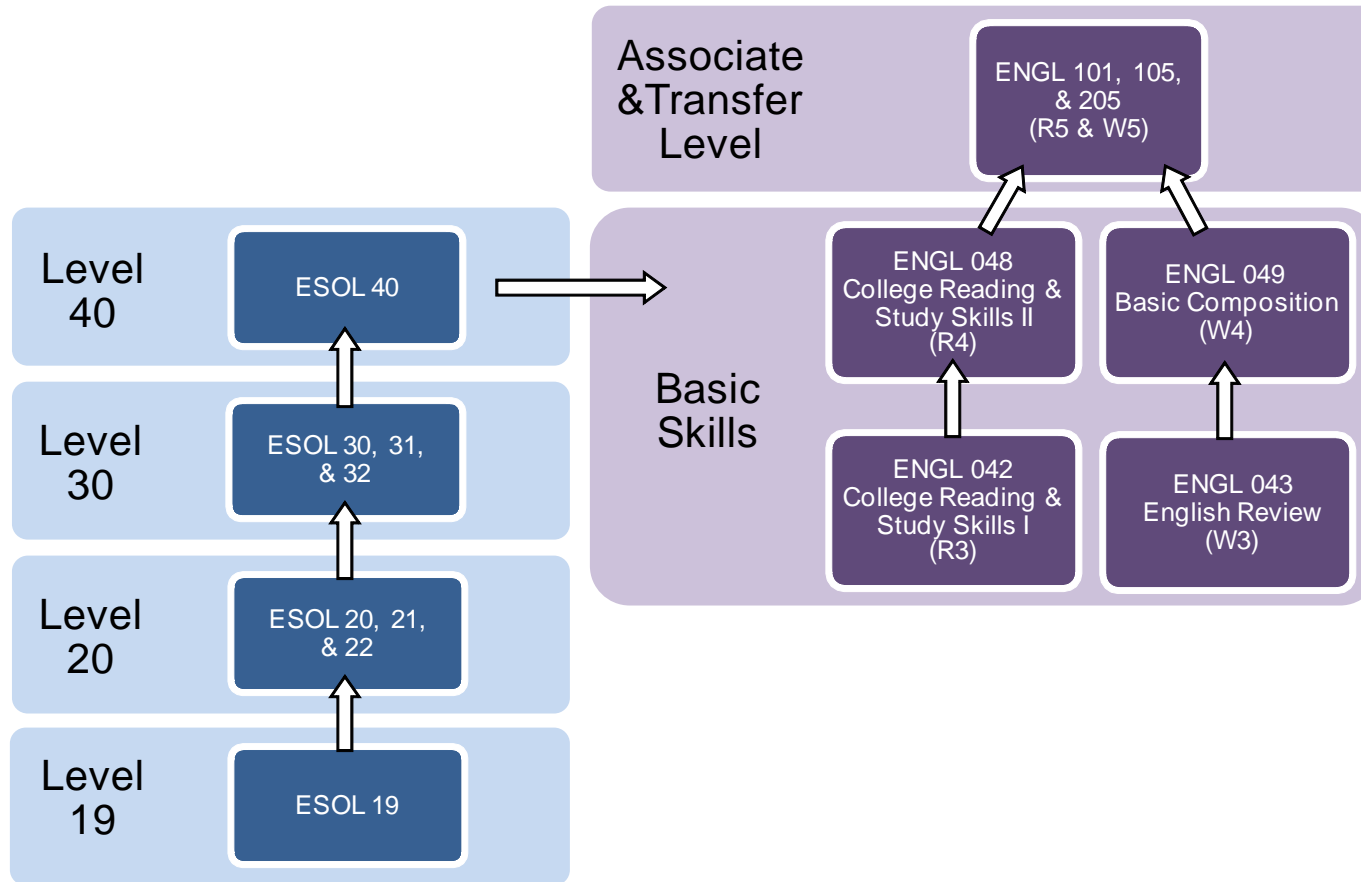 Associate
&Transfer
Level
ENGL 101, 105,
& 205
(R5 & W5)
Level
40
ESOL 40
Level
30
ESOL 30, 31,
& 32
Level
20
ESOL 20, 21,
& 22
Level
19
ESOL 19
Basic
Skills
ENGL 048
College Reading &
Study Skills II
(R4)
ENGL 049
Basic Composition
(W4)
ENGL 042
College Reading &
Study Skills I
(R3)
ENGL 043
English Review
(W3)